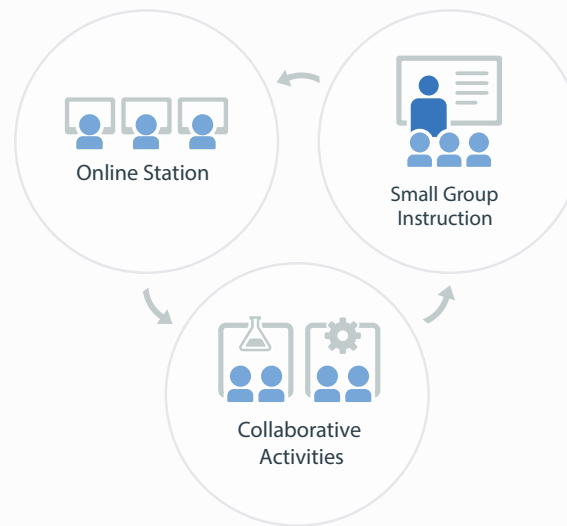 Online Station
Small Group
Instruction
Collaborative
Activities